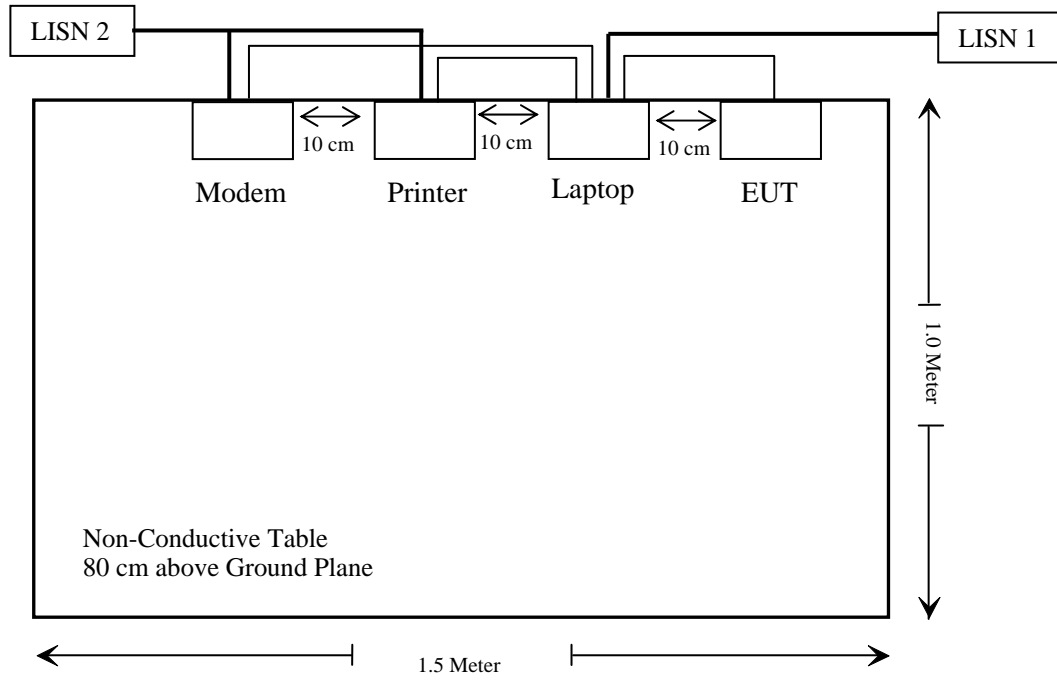 LISN 2
LISN 1
10 cm
10 cm
10 cm
Modem
Printer
Laptop
EUT
1.0 Meter
Non-Conductive Table
80 cm above Ground Plane
1.5 Meter